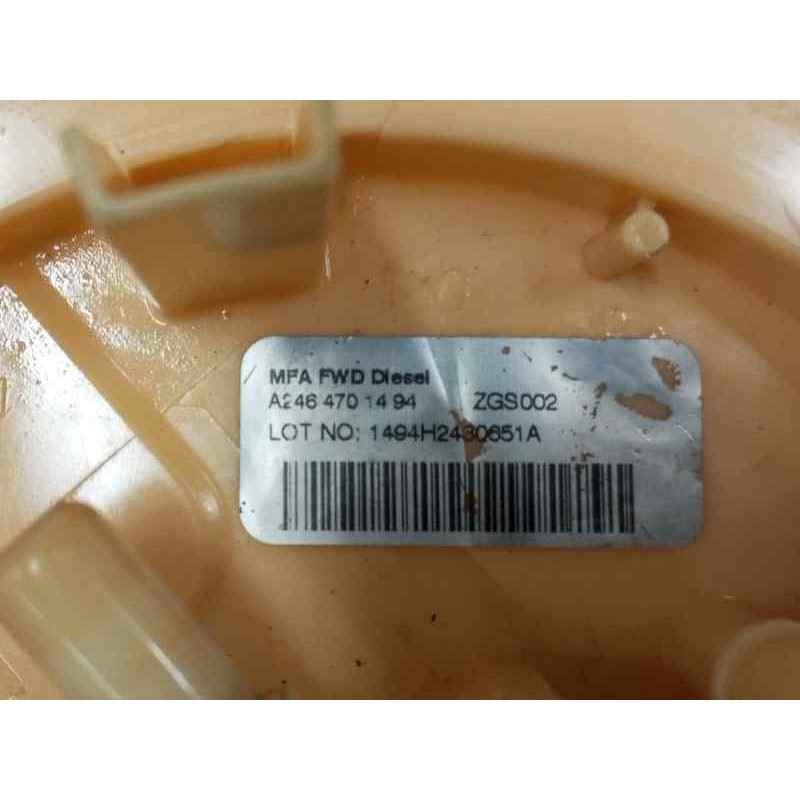 MFA FWD Diesel
A246 470 14 94 ZGS002
LOT NO: 1494H2430651A